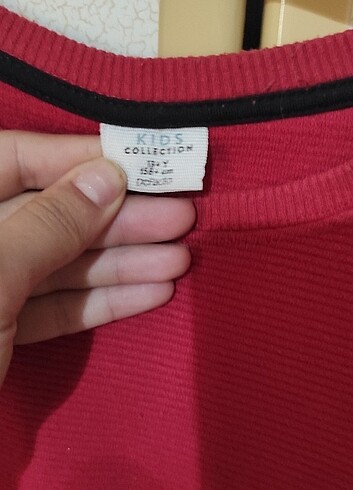 KIDS
COLLECTION
13+ Y
158+ cm